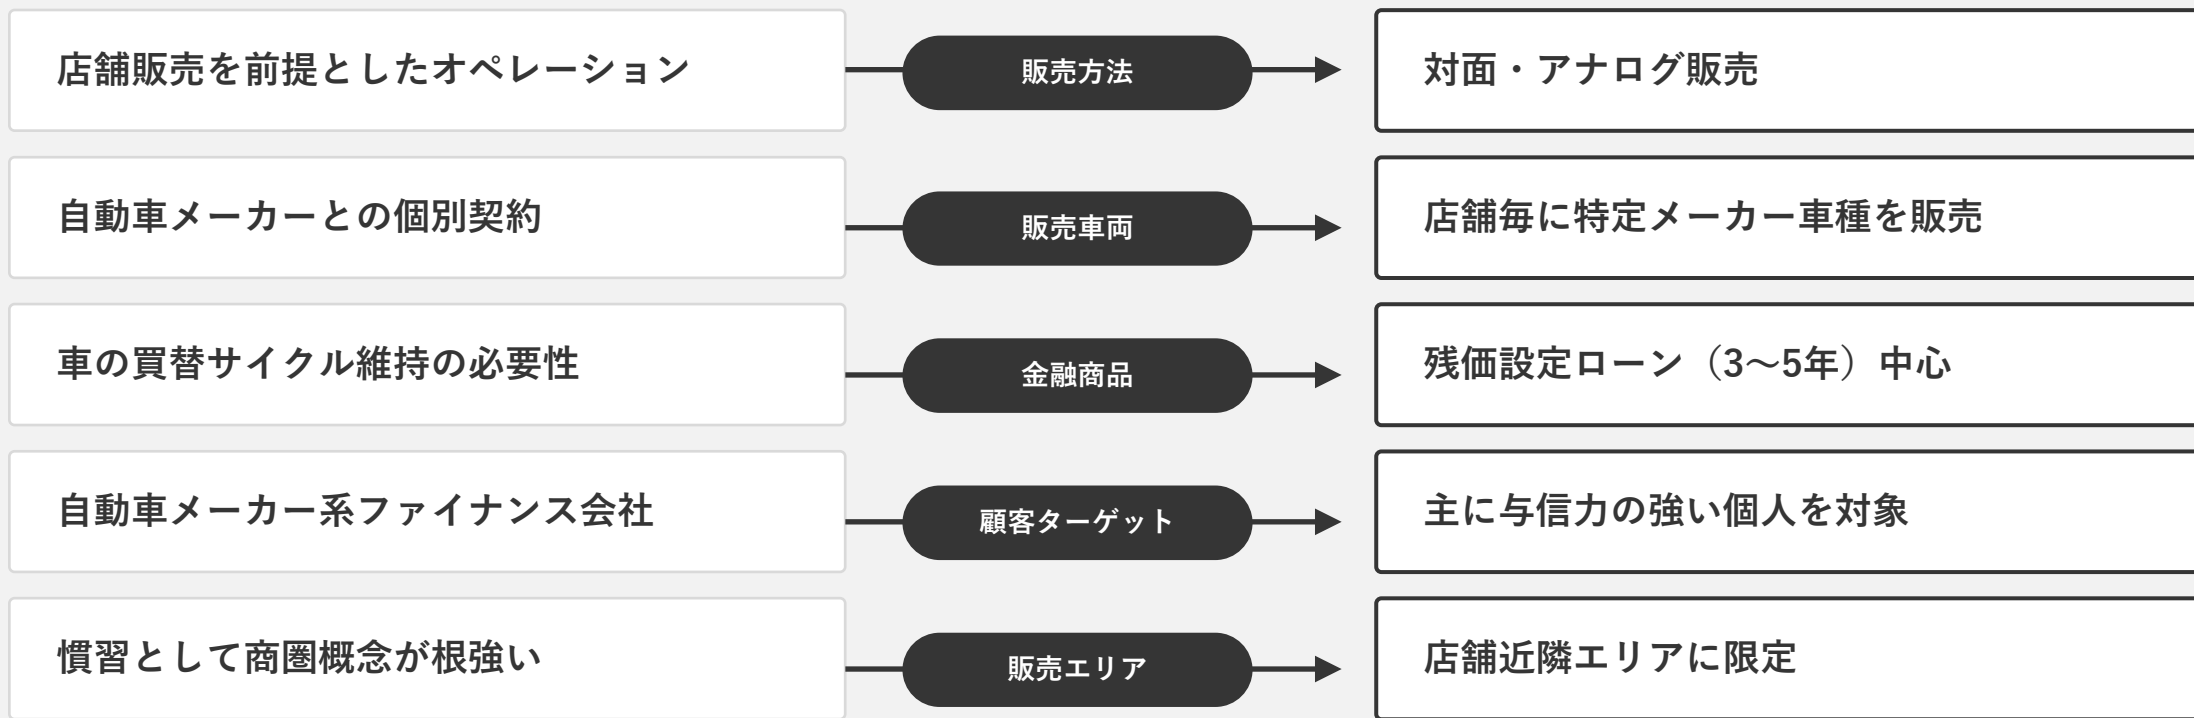 店舗販売を前提としたオペレーション
販売方法
対面・アナログ販売
自動車メーカーとの個別契約
販売車両
店舗毎に特定メーカー車種を販売
車の買替サイクル維持の必要性
金融商品
残価設定ローン（3〜5年）中心
自動車メーカー系ファイナンス会社
顧客ターゲット
主に与信力の強い個人を対象
慣習として商圏概念が根強い
販売エリア
店舗近隣エリアに限定